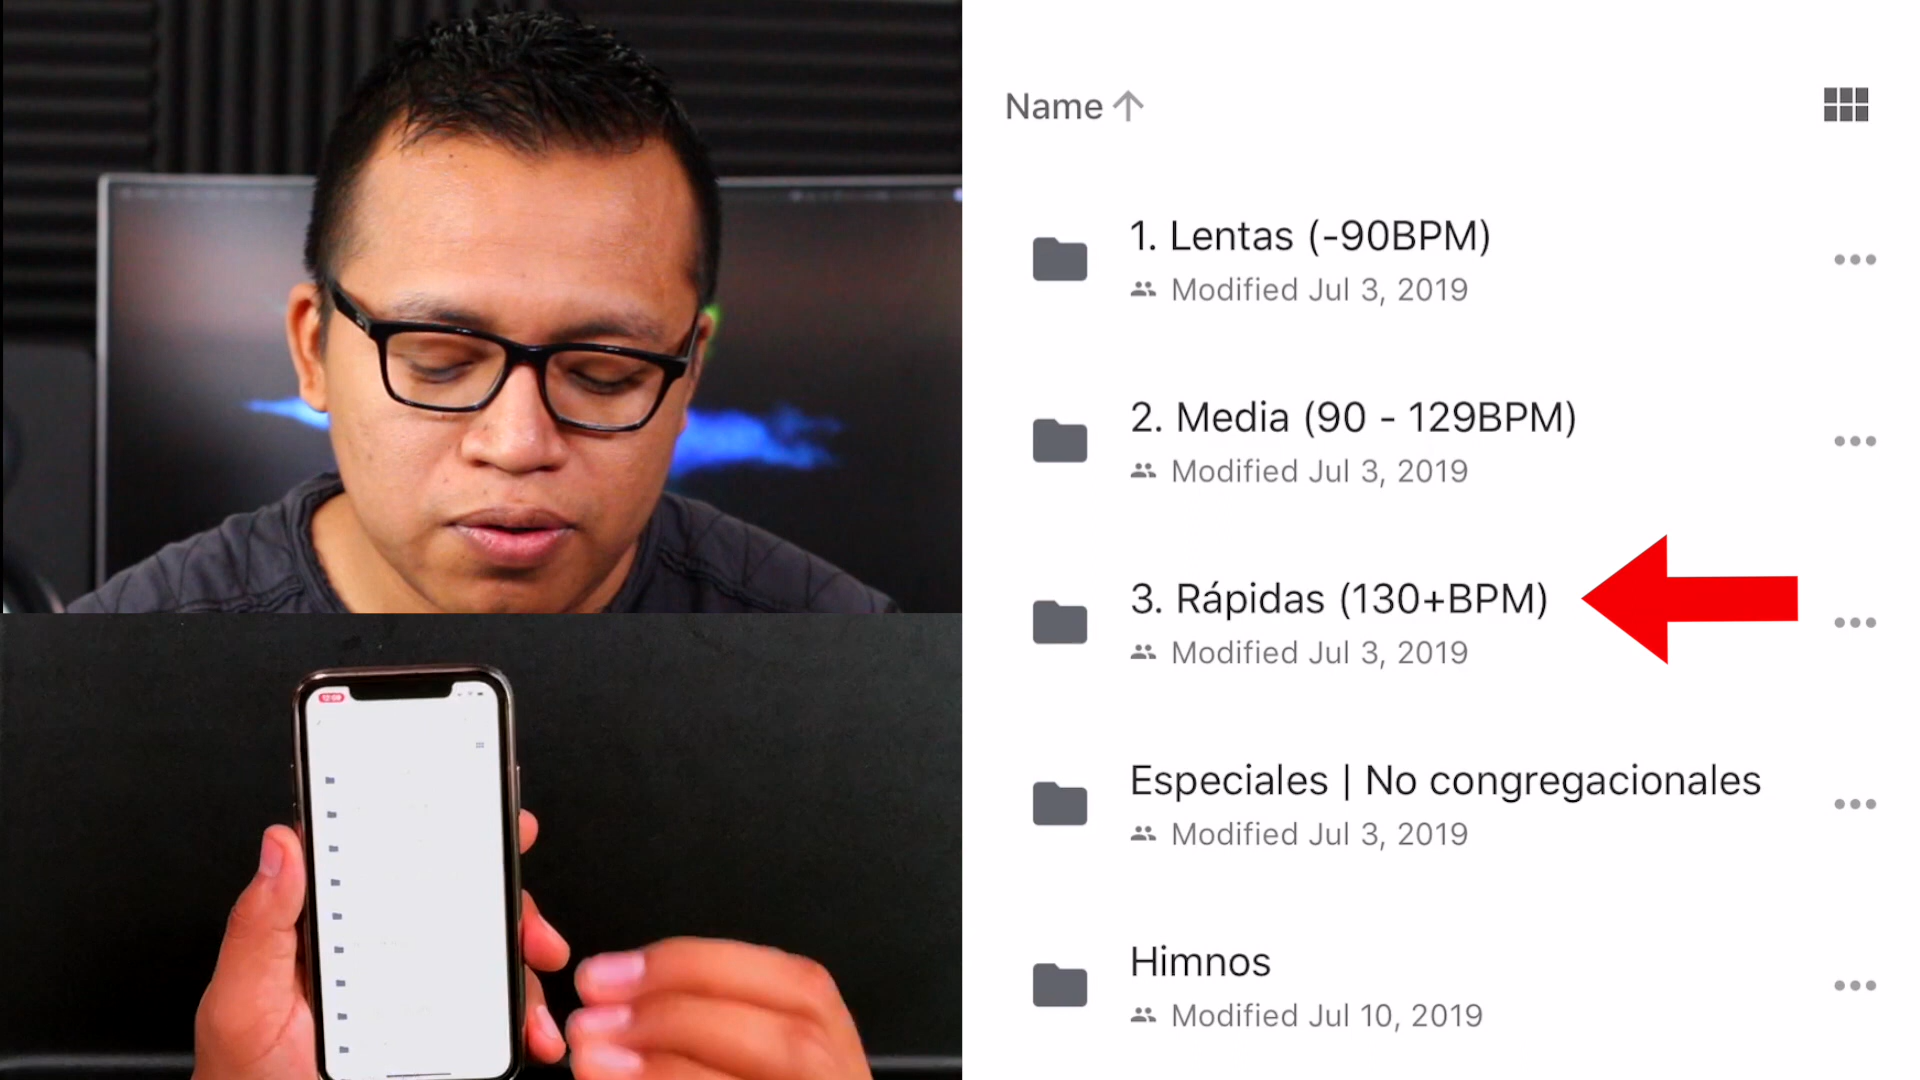 Name
1. Lentas (-90BPM)
Modified Jul 3, 2019
2. Media (90 - 129BPM)
Modified Jul 3, 2019
3. Rápidas (130+BPM)
Modified Jul 3, 2019
Especiales | No congregacionales
Modified Jul 3, 2019
Himnos
Modified Jul 10, 2019